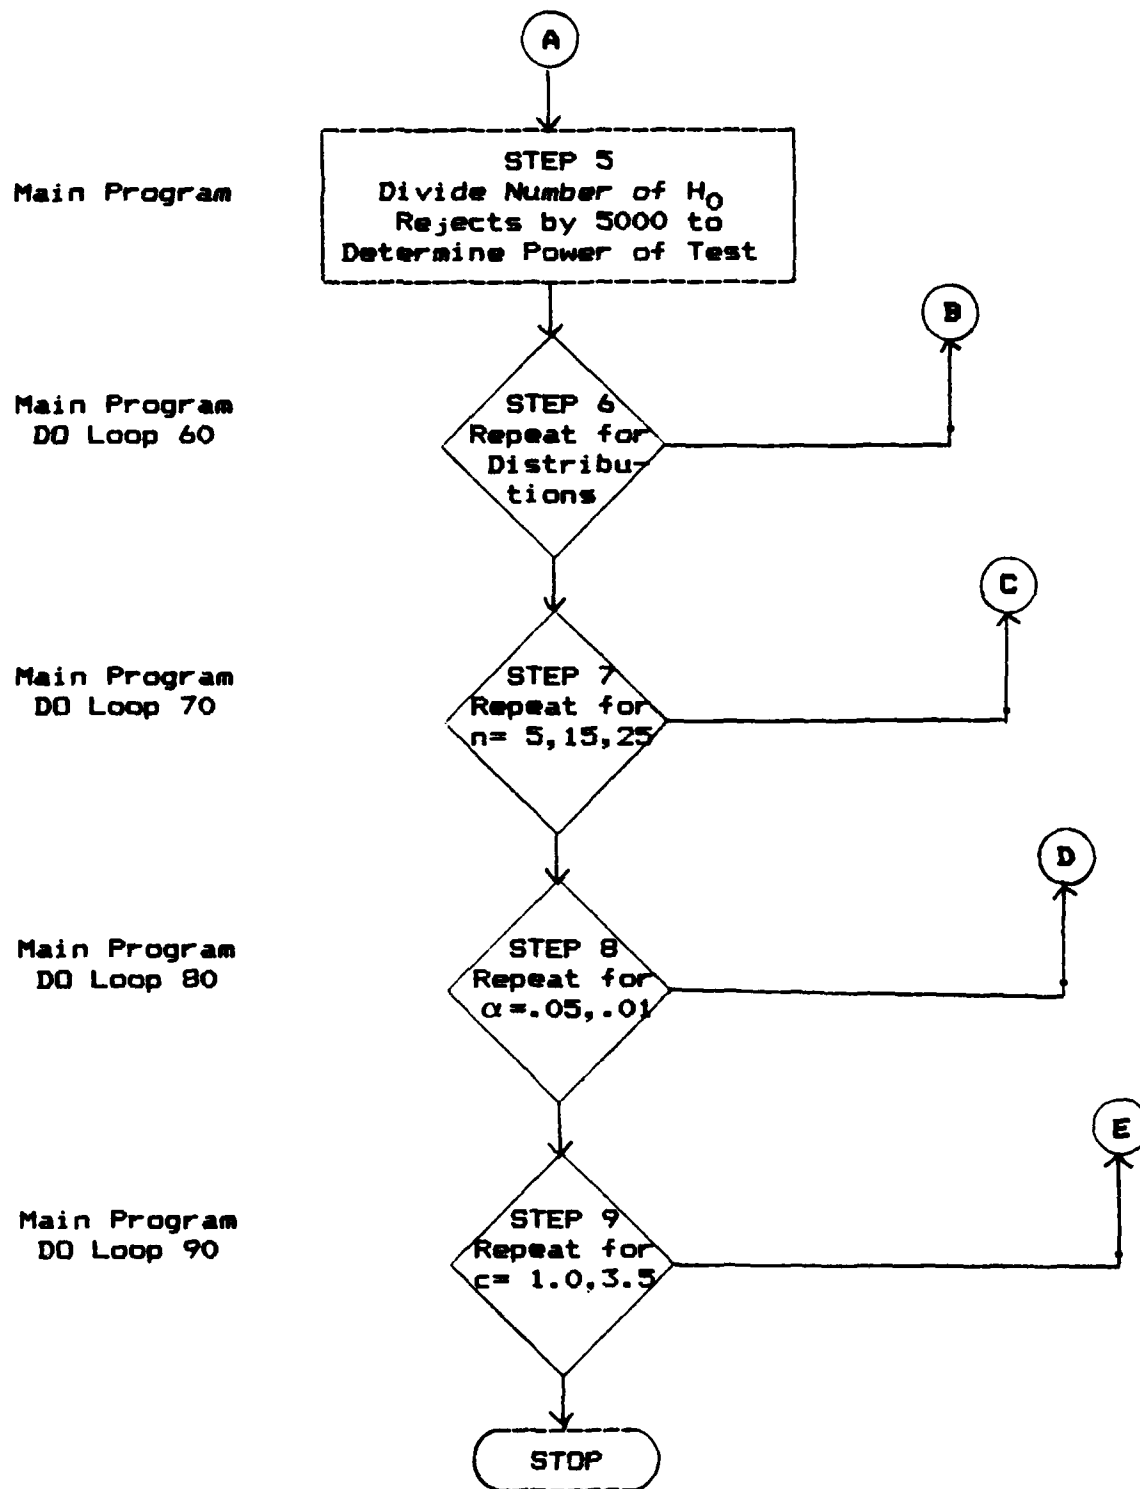 A
Main Program
STEP 5
Divide Number of H0
Rejects by 5000 to
Determine Power of Test
B
Main Program
DO Loop 60
STEP 6
Repeat for
Distribu-
tions
C
Main Program
DO Loop 70
STEP 7
Repeat for
n= 5,15,25
D
Main Program
DO Loop 80
STEP 8
Repeat for
α=.05,.01
E
Main Program
DO Loop 90
STEP 9
Repeat for
c= 1.0,3.5
STOP